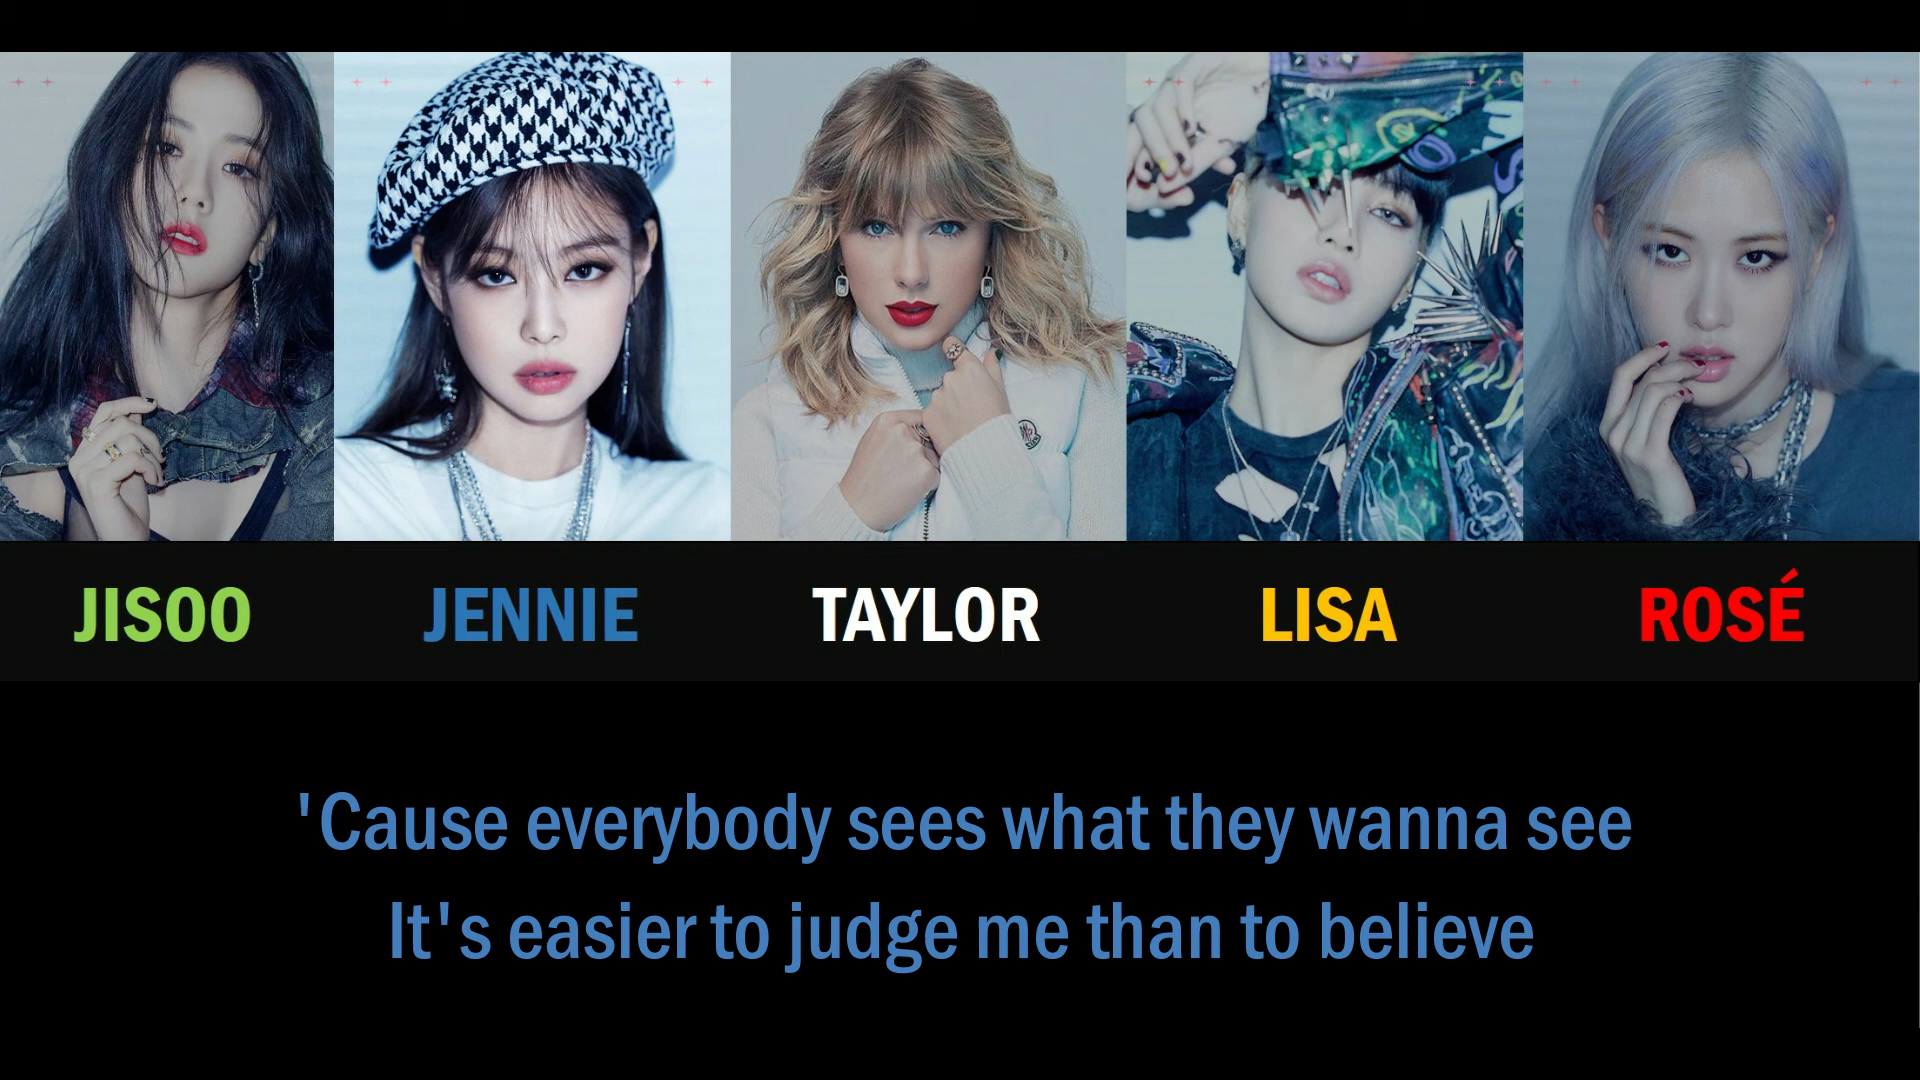 JISOO JENNIE TAYLOR LISA ROSÉ
'Cause everybody sees what they wanna see
It's easier to judge me than to believe